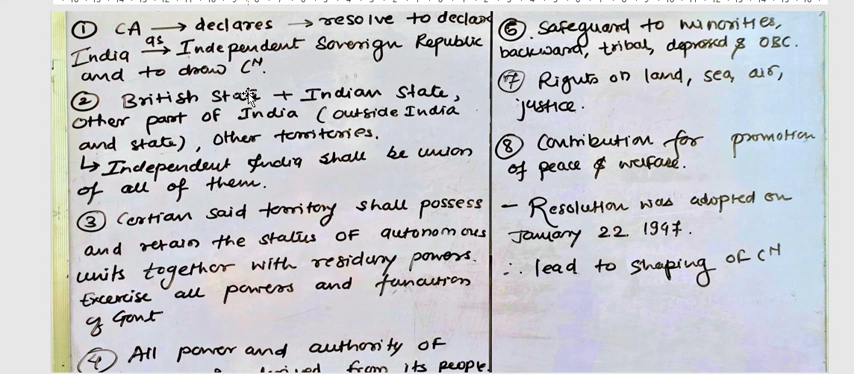 ① CA → declares → resolve to declare
India as → Independent Soverign Republic
and to draw CN.
② British State + Indian State,
Other part of India (outside India
and state), Other territories.
↳ Independent India shall be union
of all of them.
③ Certian said territory shall possess
and retain the status of autonomous
units together with residury powers.
Excercise all powers and function
of Govt
④ All power and authority of
derived from its people.
⑥ Safeguard to minorities,
backward, tribal, depressed & OBC.
⑦ Rights on land, sea, air,
justice.
⑧ Contribution for promotion
of peace & welfare.
- Resolution was adopted on
January 22 1947.
∴ lead to shaping of CN